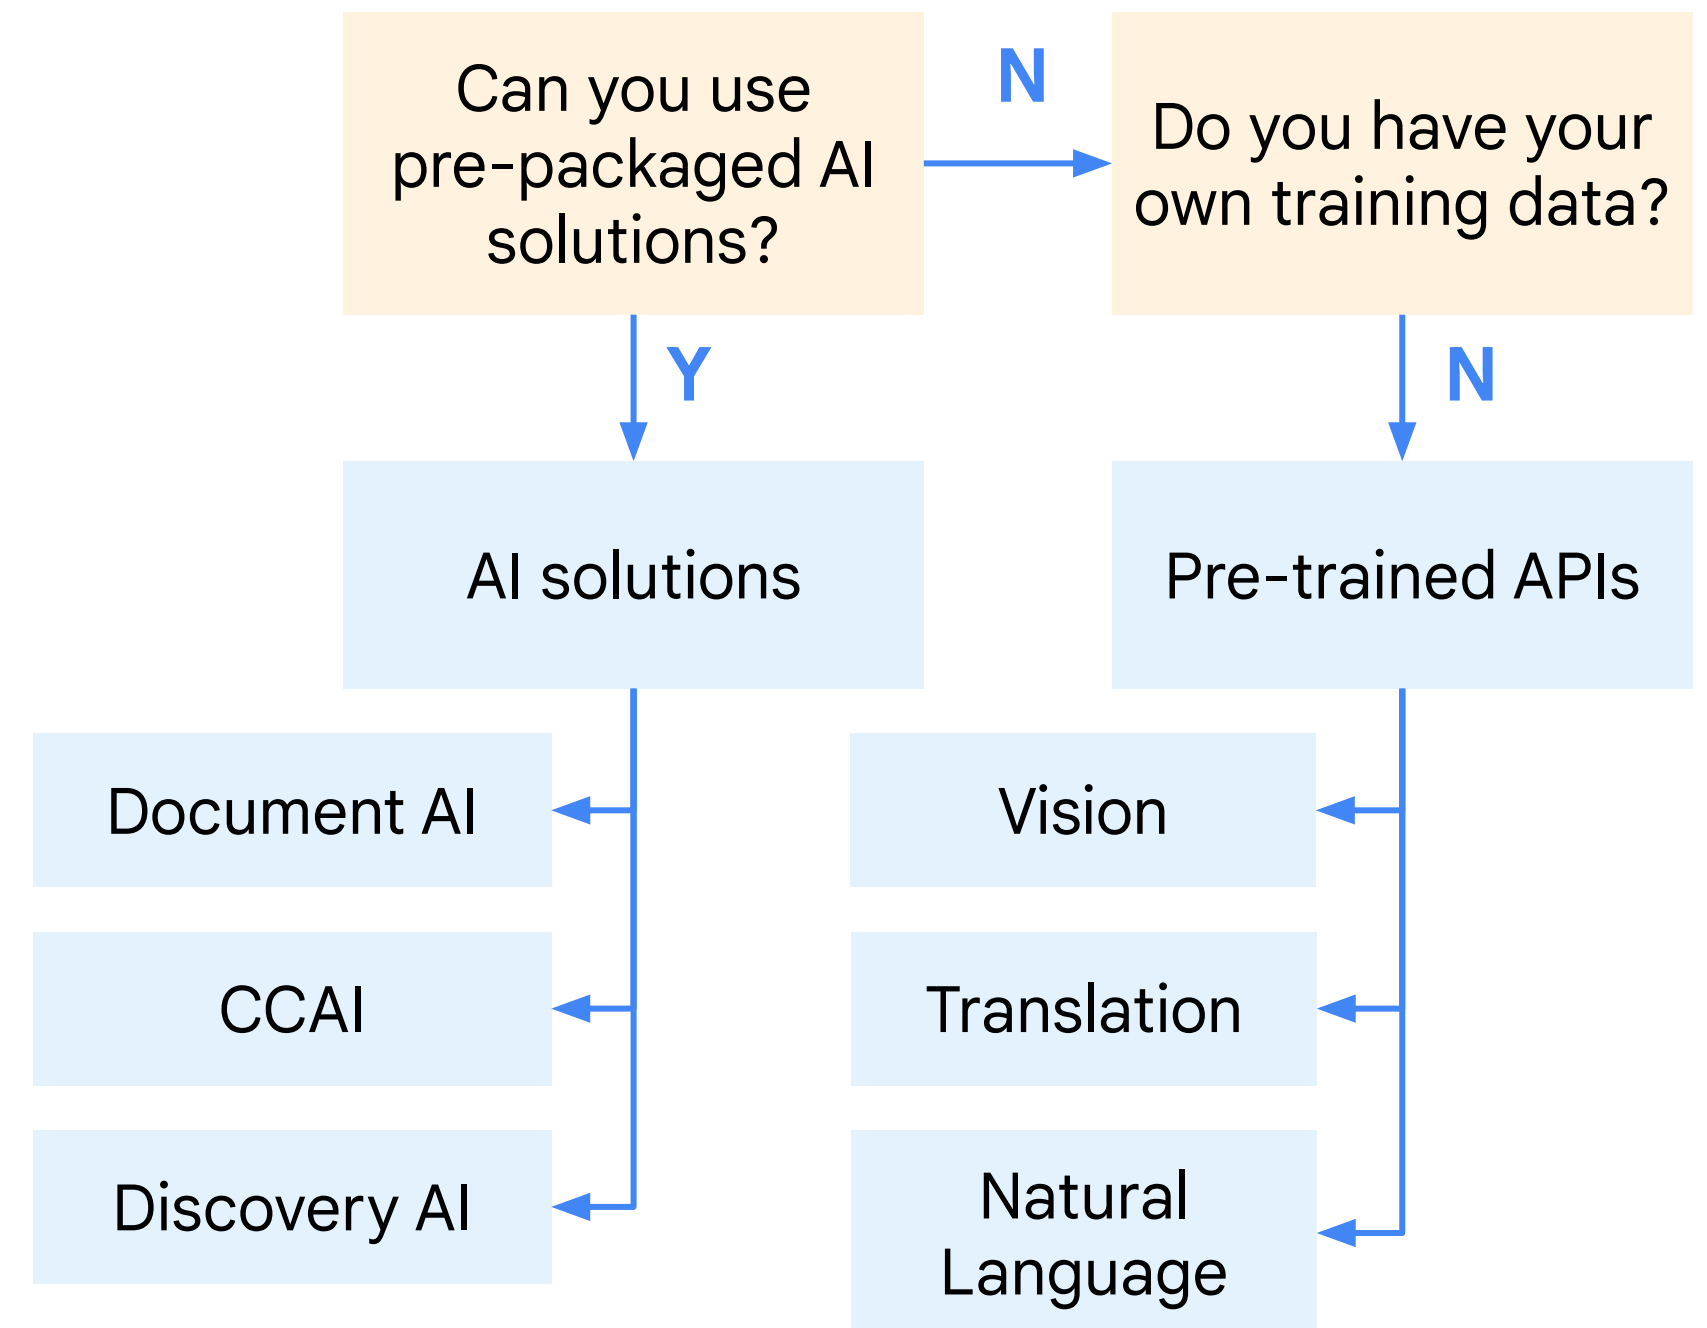 Can you use
pre-packaged AI
solutions?
N
Do you have your
own training data?
Y
N
AI solutions
Pre-trained APIs
Document AI
Vision
CCAI
Translation
Discovery AI
Natural
Language